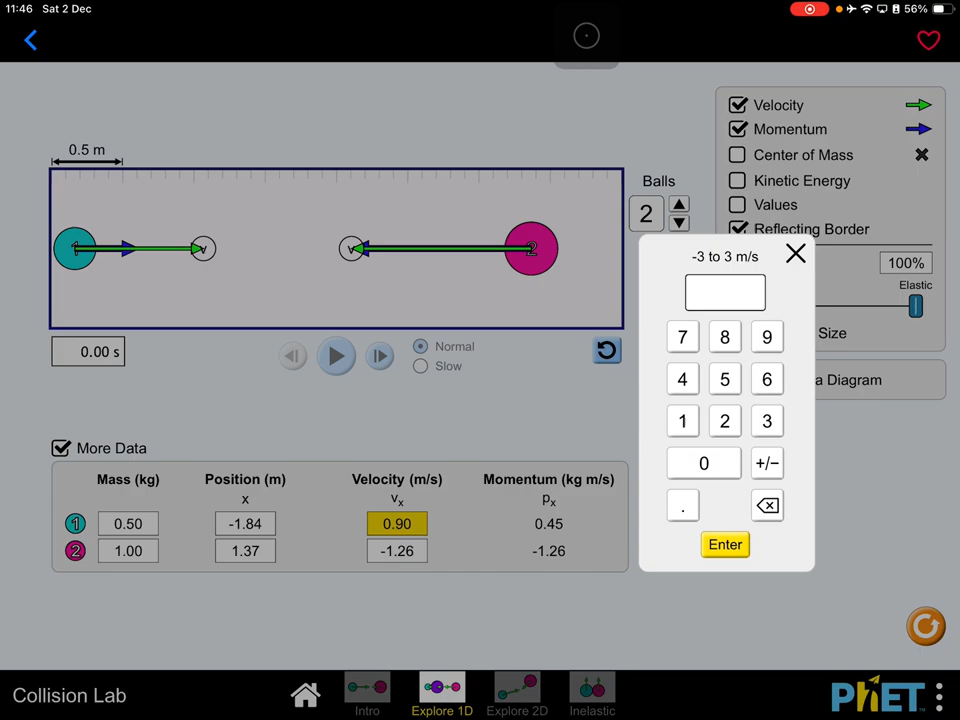 11:46 Sat 2 Dec 56%
0.5 m
1 v v 2
0.00 s
Normal
Slow
Balls
2
Velocity
Momentum
Center of Mass
Kinetic Energy
Values
Reflecting Border
100%
Elastic
Size
a Diagram
-3 to 3 m/s
7 8 9
4 5 6
1 2 3
0 +/−
.
Enter
More Data
Mass (kg) Position (m) Velocity (m/s) Momentum (kg m/s)
x vx px
1 0.50 -1.84 0.90 0.45
2 1.00 1.37 -1.26 -1.26
Collision Lab
Intro Explore 1D Explore 2D Inelastic
PhET